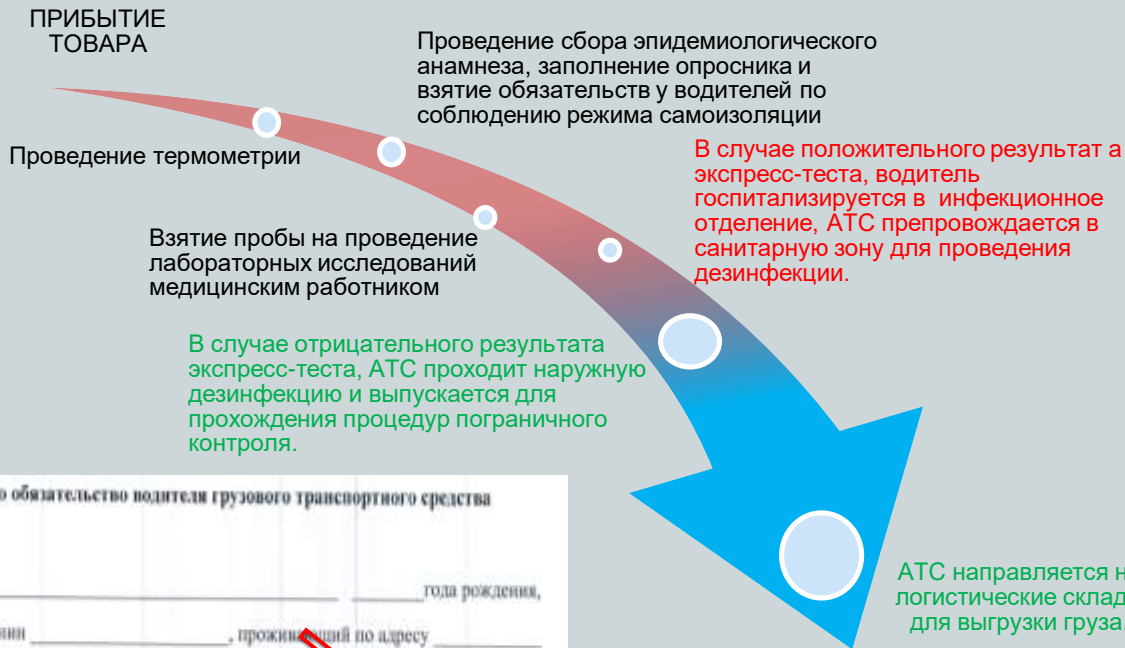 ПРИБЫТИЕ
ТОВАРА
Проведение сбора эпидемиологического
анамнеза, заполнение опросника и
взятие обязательств у водителей по
соблюдению режима самоизоляции
Проведение термометрии
В случае положительного результат а
экспресс-теста, водитель
госпитализируется в инфекционное
отделение, АТС препровождается в
санитарную зону для проведения
дезинфекции.
Взятие пробы на проведение
лабораторных исследований
медицинским работником
В случае отрицательного результата
экспресс-теста, АТС проходит наружную
дезинфекцию и выпускается для
прохождения процедур пограничного
контроля.
обязательство водителя грузового транспортного средства
года рождения,
, проживающий по адресу
АТС направляется
логистические склад
для выгрузки груза.